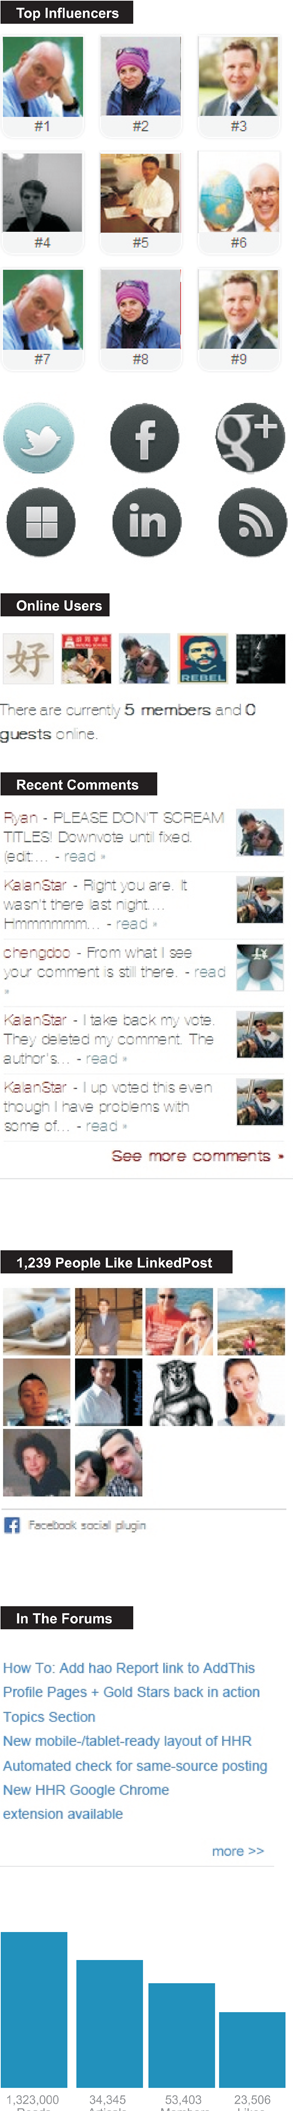 Top Influencers
#1 #2 #3
#4 #5 #6
#7 #8 #9
f g+
in
Online Users
好 REBEL
There are currently 5 members and 0
guests online.
Recent Comments
Ryan - PLEASE DON'T SCREAM
TITLES! Downvote until fixed.
(edit:... - read »
KalanStar - Right you are. It
wasn't there last night....
Hmmmmmm... - read »
chengdoo - From what I see
your comment is still there. - read
»
KalanStar - I take back my vote.
They deleted my comment. The
author's... - read »
KalanStar - I up voted this even
though I have problems with
some of... - read »
See more comments »
1,239 People Like LinkedPost
Facebook social plugin
In The Forums
How To: Add hao Report link to AddThis
Profile Pages + Gold Stars back in action
Topics Section
New mobile-/tablet-ready layout of HHR
Automated check for same-source posting
New HHR Google Chrome
extension available
more >>
1,323,000 34,345 53,403 23,506